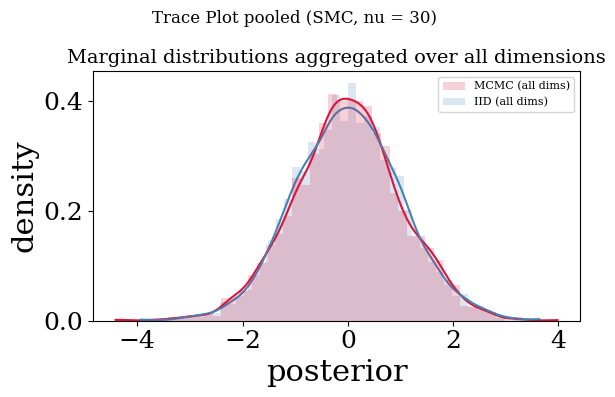 Trace Plot pooled (SMC, nu = 30)
Marginal distributions aggregated over all dimensions
MCMC (all dims)
IID (all dims)
density
0.4
0.2
0.0
−4 −2 0 2 4
posterior